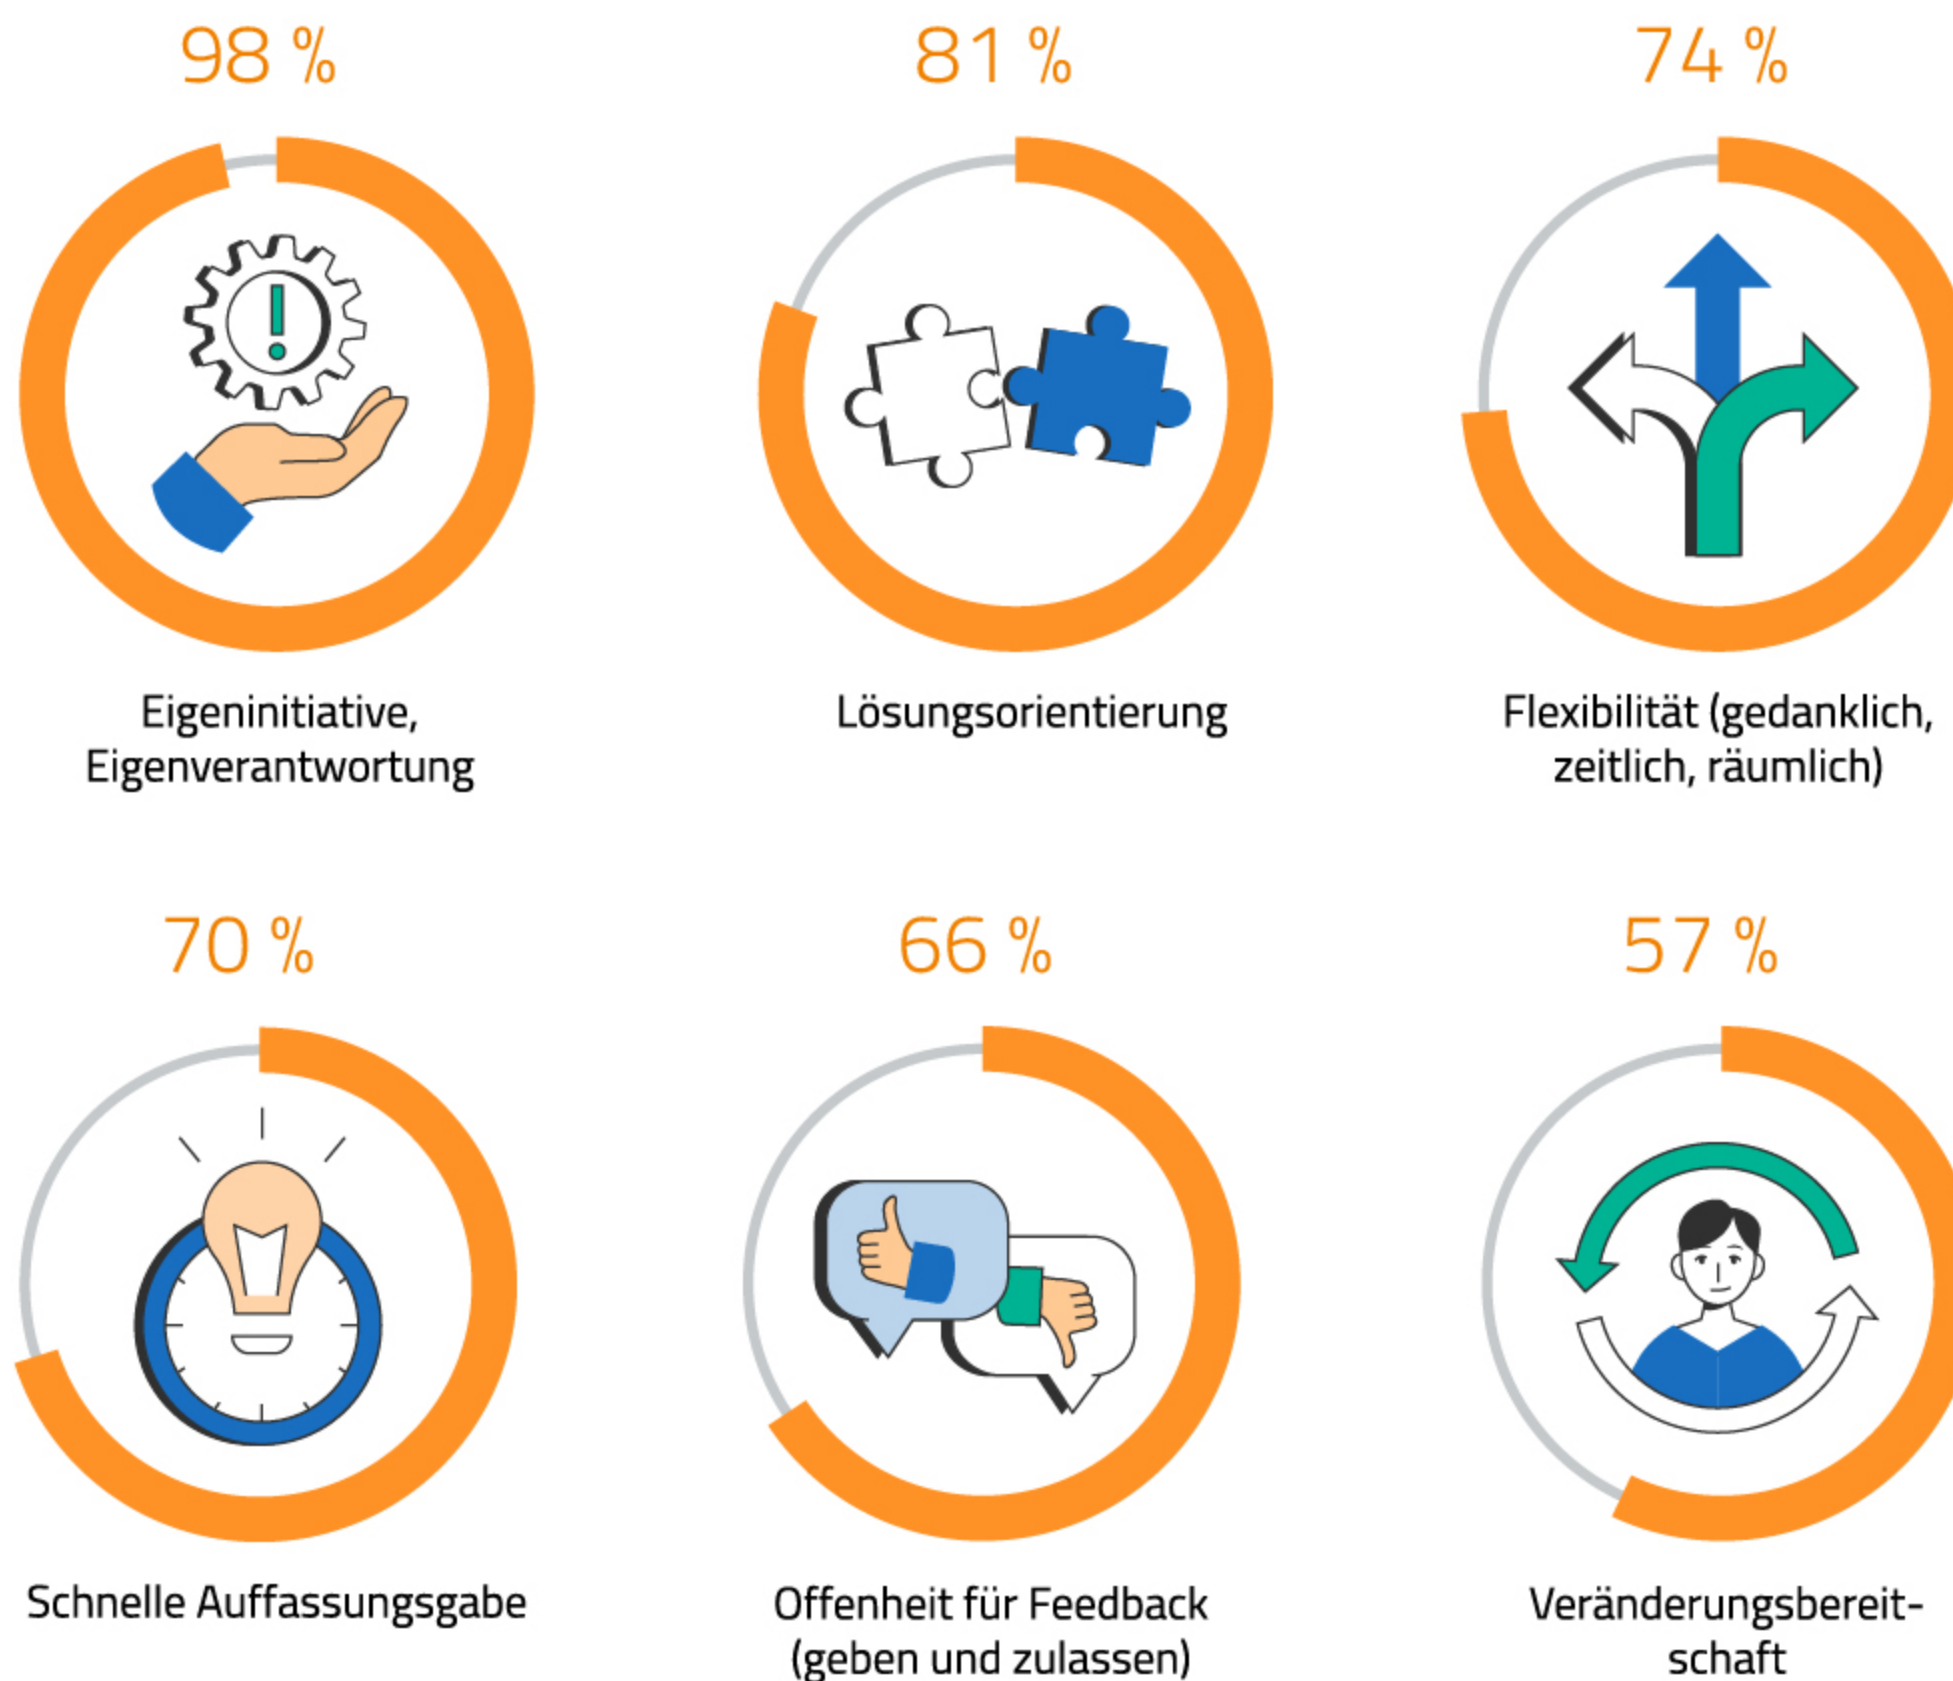 98 %
81 %
74 %
Eigeninitiative,
Eigenverantwortung
Lösungsorientierung
Flexibilität (gedanklich,
zeitlich, räumlich)
70 %
66 %
57 %
Schnelle Auffassungsgabe
Offenheit für Feedback
(geben und zulassen)
Veränderungsbereit-
schaft